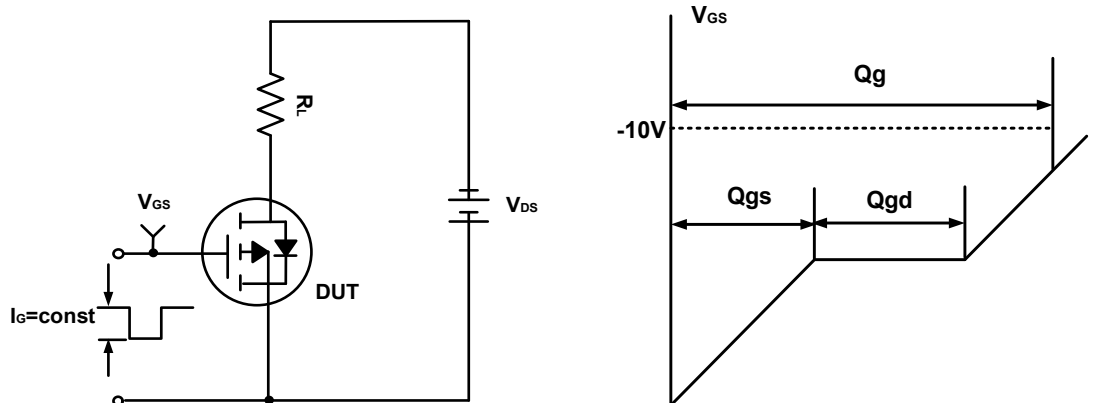 RL
VGS
VDS
DUT
IG=const
VGS
Qg
-10V
Qgs
Qgd